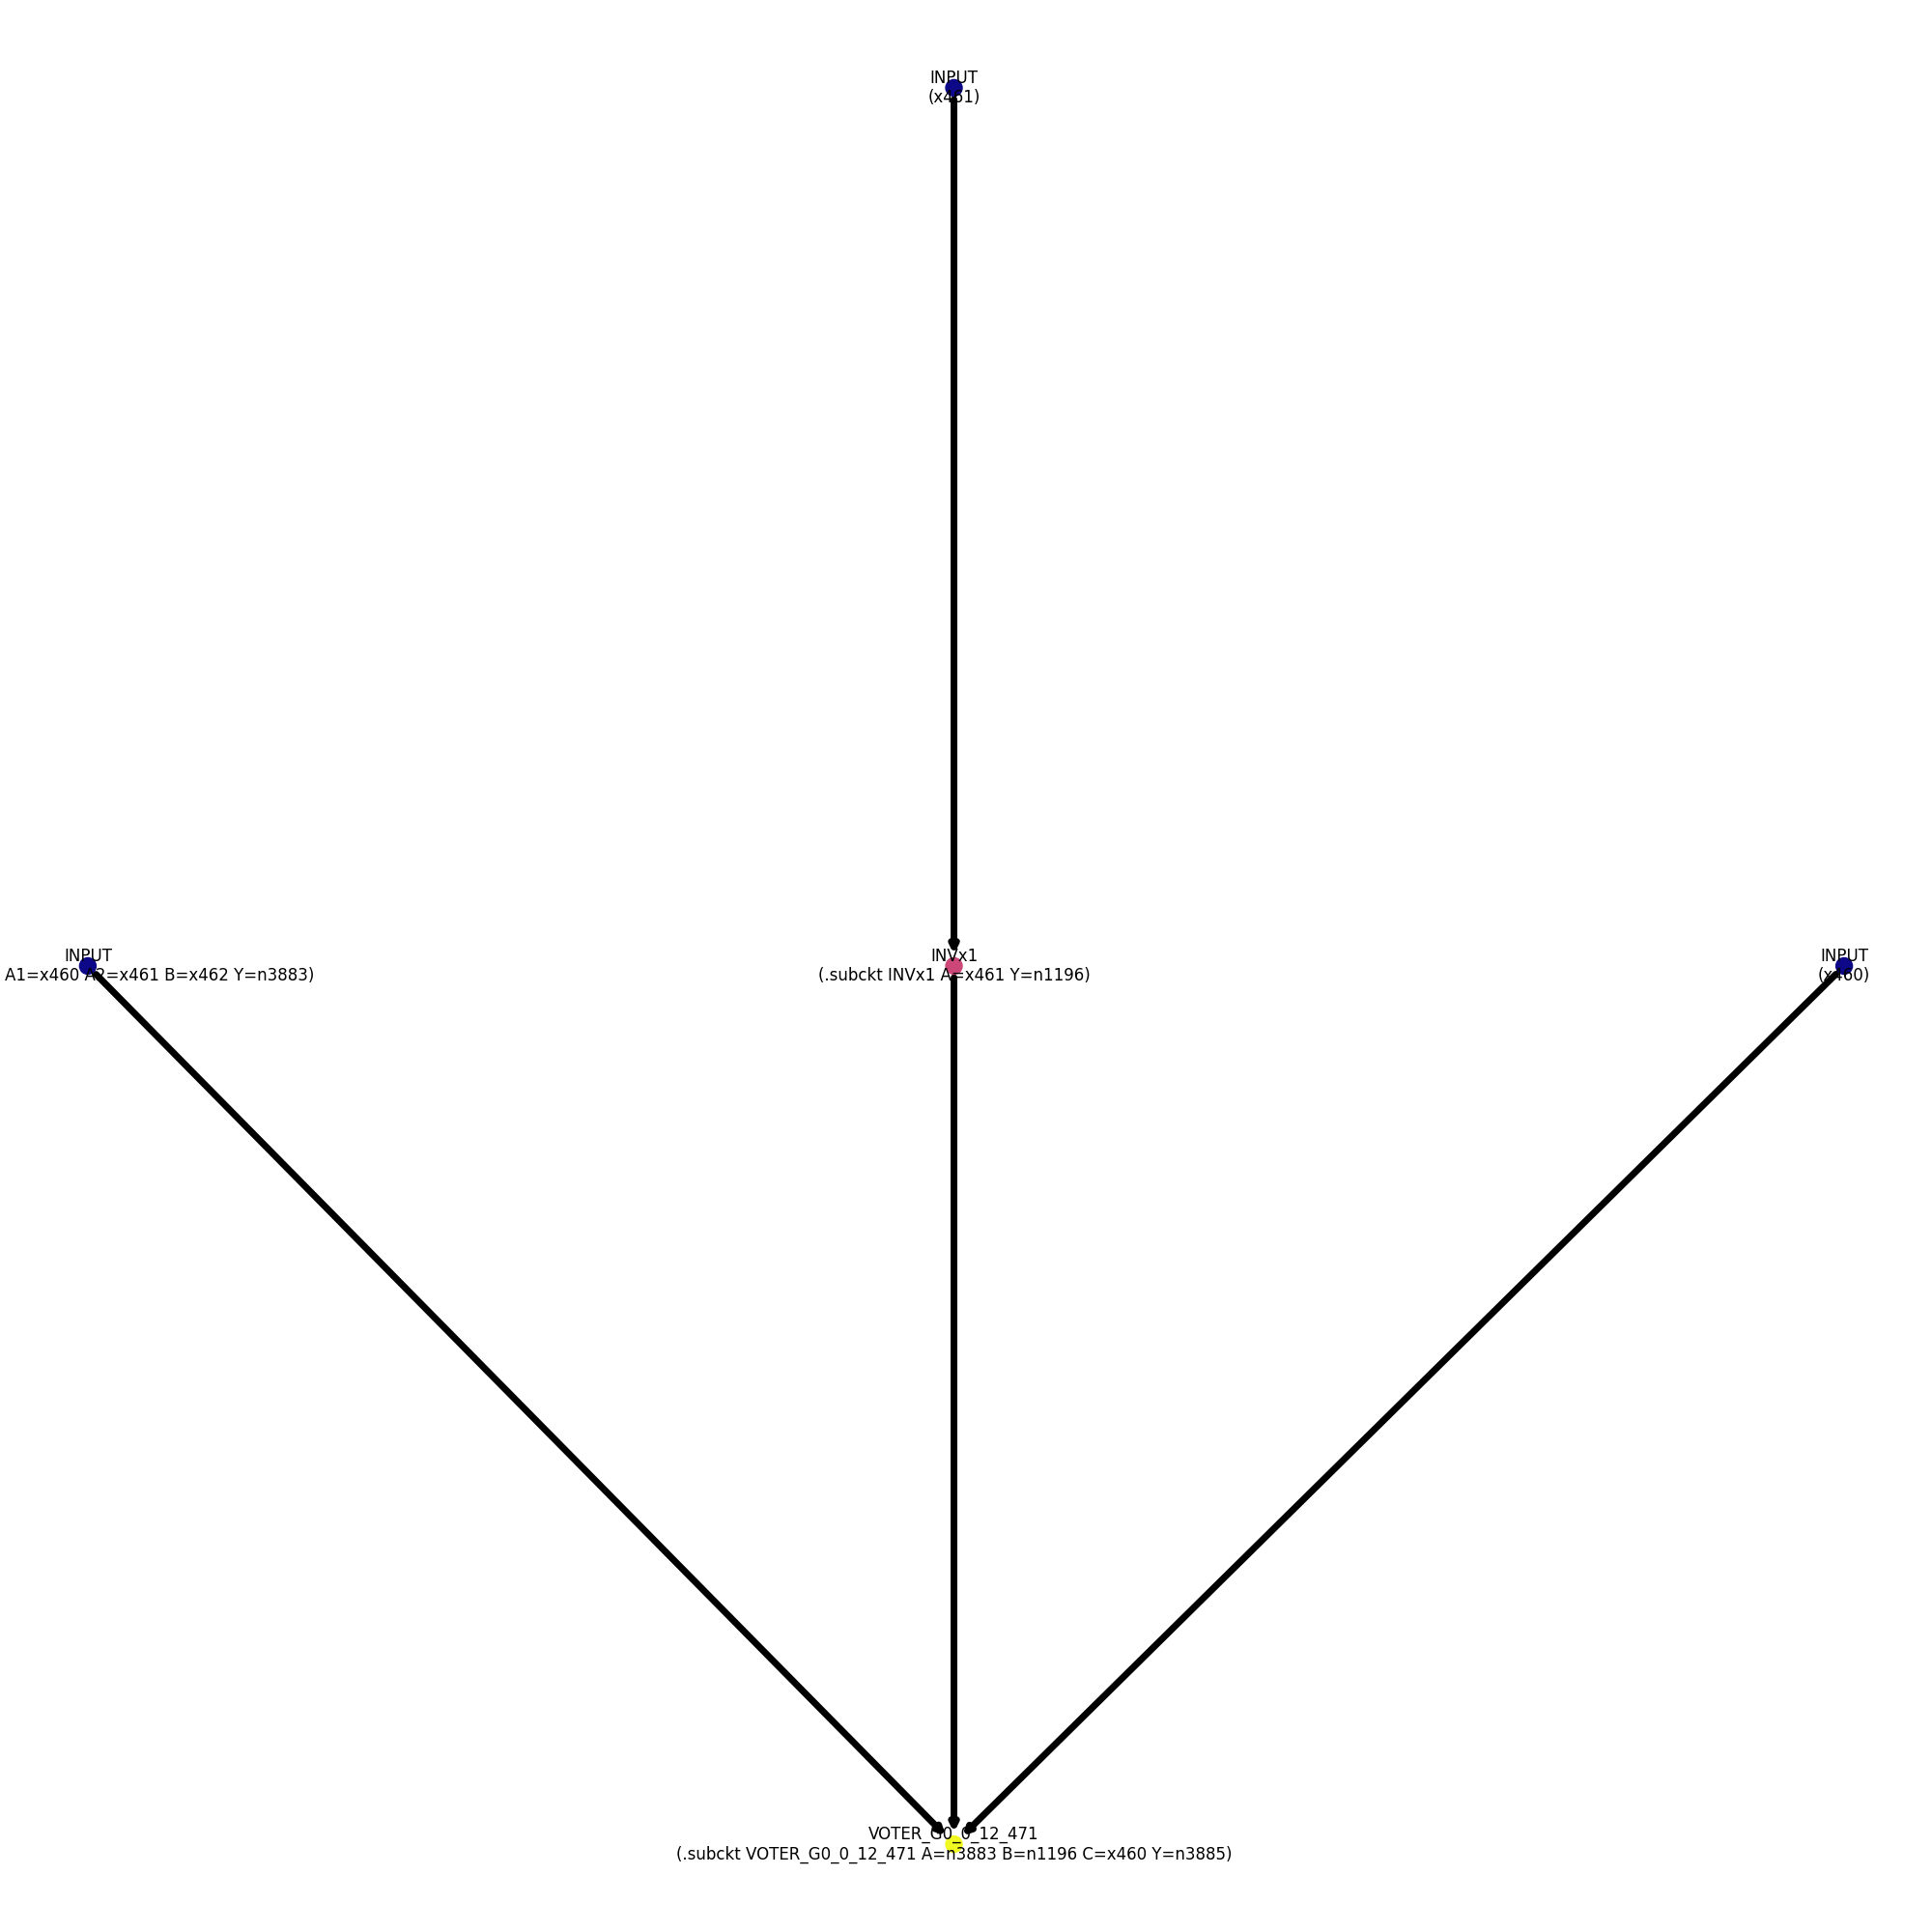 INPUT
(x461)
INPUT
A1=x460 A2=x461 B=x462 Y=n3883)
INVx1
(.subckt INVx1 A=x461 Y=n1196)
INPUT
(x460)
VOTER_G0_0_12_471
(.subckt VOTER_G0_0_12_471 A=n3883 B=n1196 C=x460 Y=n3885)